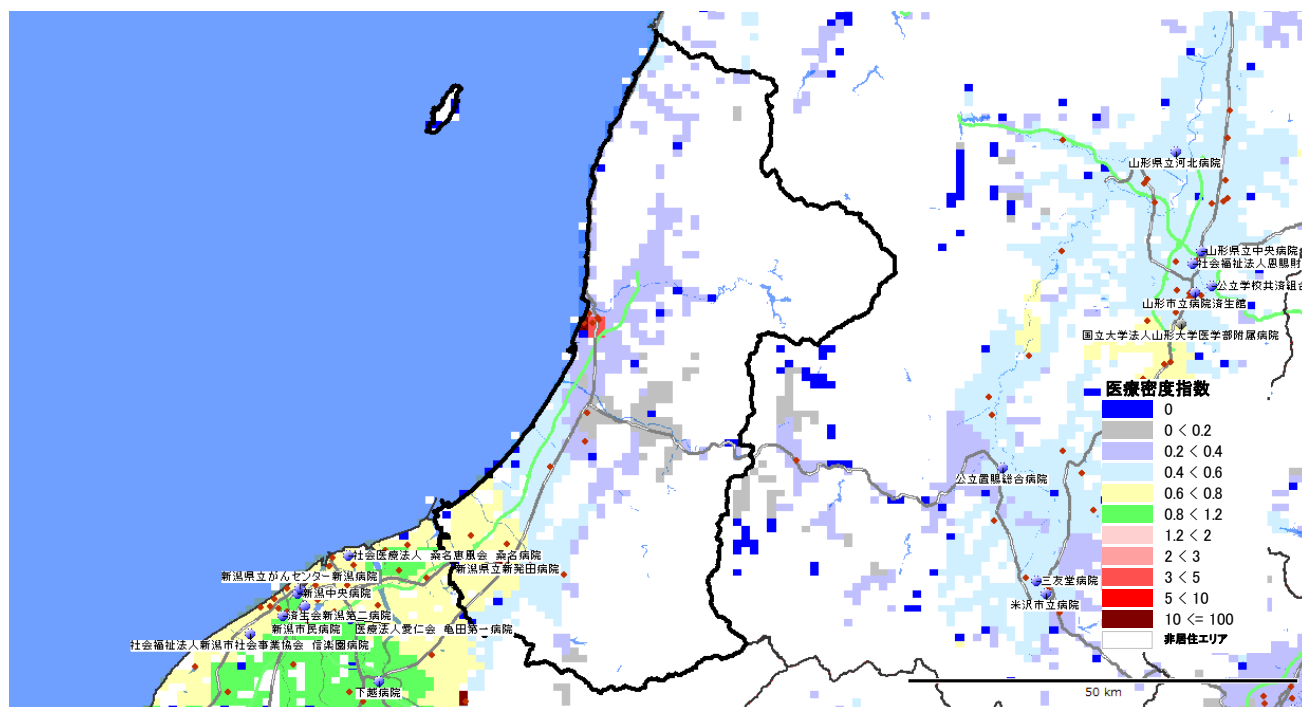 山形県立河北病院
山形県立中央病院
社会福祉法人恩賜財
公立学校共済組合
山形市立病院済生館
国立大学法人山形大学医学部附属病院
医療密度指数
0
0 < 0.2
0.2 < 0.4
0.4 < 0.6
0.6 < 0.8
0.8 < 1.2
1.2 < 2
2 < 3
3 < 5
5 < 10
10 <= 100
非居住エリア
50 km
公立置賜総合病院
三友堂病院
米沢市立病院
社会医療法人 桑名恵風会 桑名病院
新潟県立新発田病院
新潟県立がんセンター新潟病院
新潟中央病院
済生会新潟第二病院
新潟市民病院
医療法人愛仁会 亀田第一病院
社会福祉法人新潟市社会事業協会 信楽園病院
下越病院